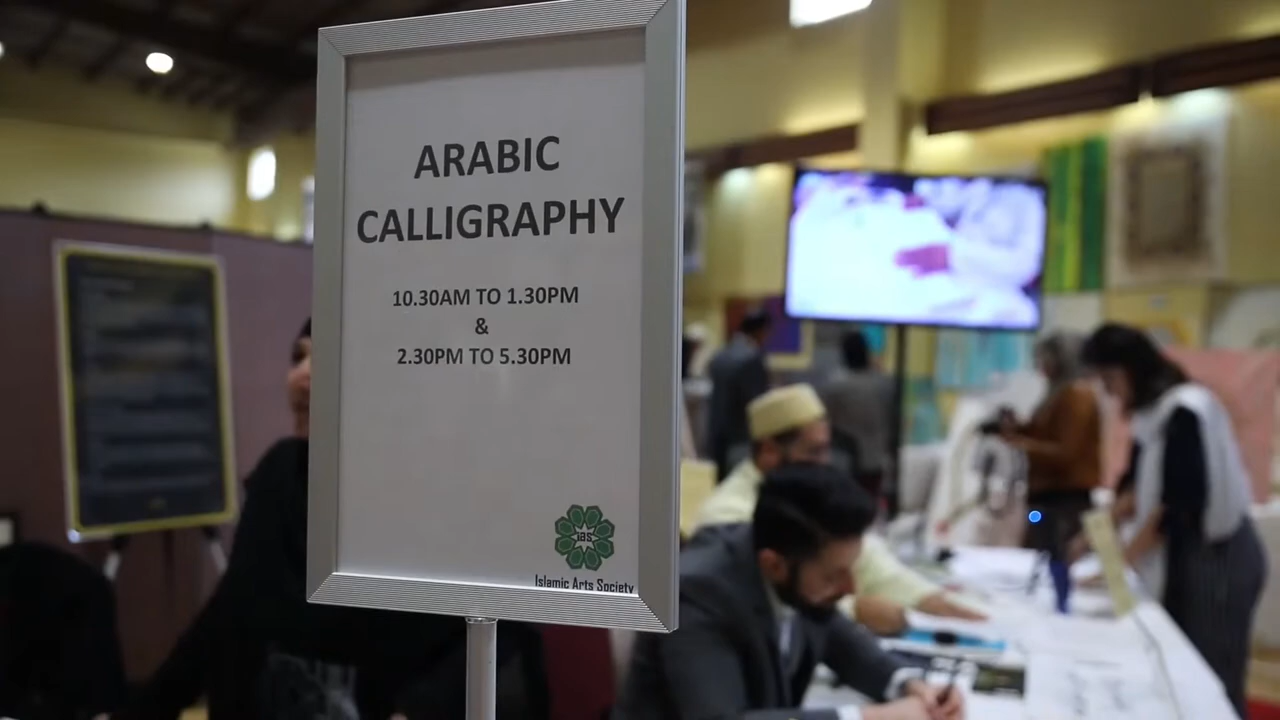 ARABIC
CALLIGRAPHY
10.30AM TO 1.30PM
&
2.30PM TO 5.30PM
ias
Islamic Arts Society